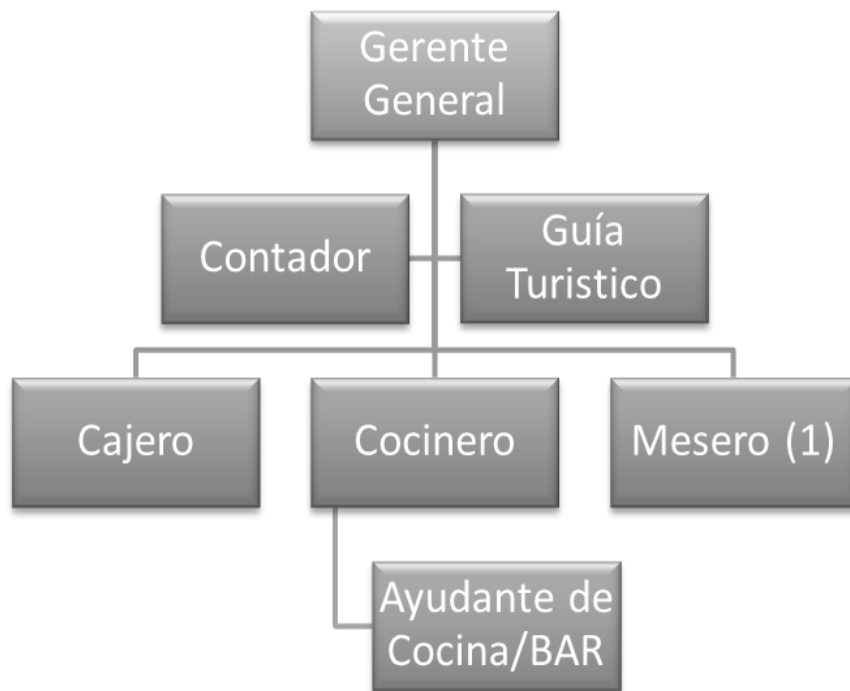 Gerente
General
Contador
Guía
Turistico
Cajero
Cocinero
Mesero (1)
Ayudante de
Cocina/BAR